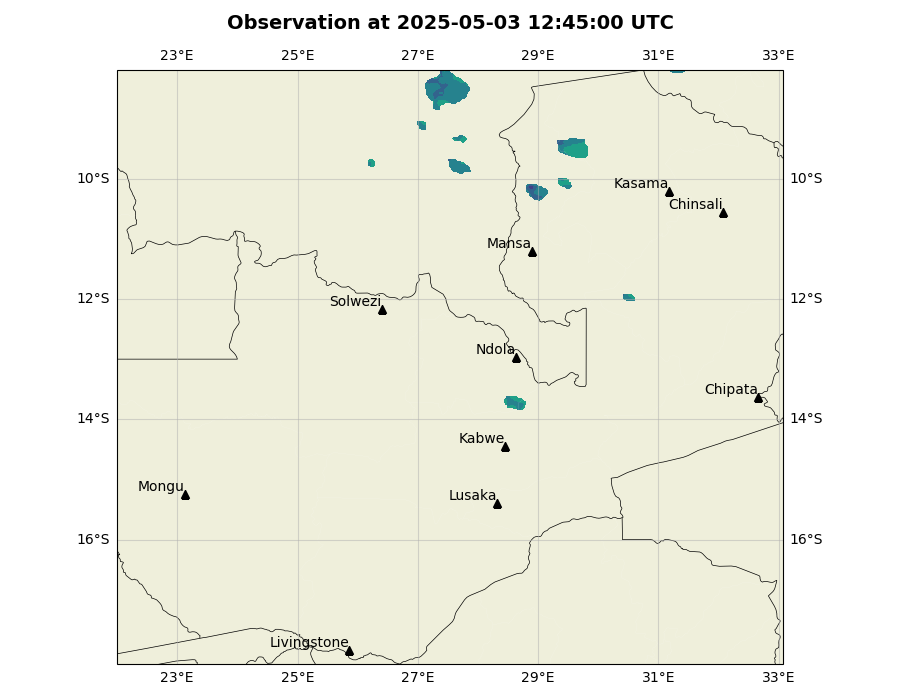 Observation at 2025-05-03 12:45:00 UTC
23°E 25°E 27°E 29°E 31°E 33°E
10°S 10°S
Kasama
Chinsali
Mansa
12°S 12°S
Solwezi
Ndola
Chipata
14°S 14°S
Kabwe
Mongu
Lusaka
16°S 16°S
Livingstone
23°E 25°E 27°E 29°E 31°E 33°E